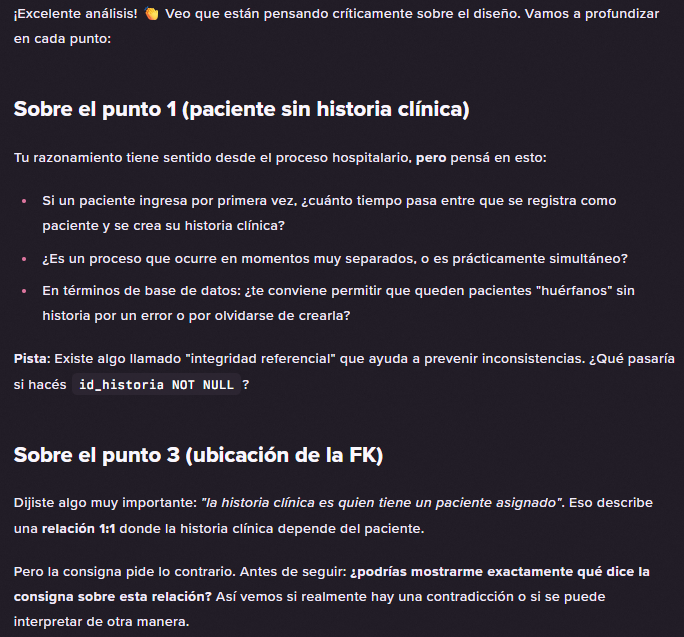 ¡Excelente análisis! 👏 Veo que están pensando críticamente sobre el diseño. Vamos a profundizar
en cada punto:
Sobre el punto 1 (paciente sin historia clínica)
Tu razonamiento tiene sentido desde el proceso hospitalario, pero pensá en esto:
• Si un paciente ingresa por primera vez, ¿cuánto tiempo pasa entre que se registra como
paciente y se crea su historia clínica?
• ¿Es un proceso que ocurre en momentos muy separados, o es prácticamente simultáneo?
• En términos de base de datos: ¿te conviene permitir que queden pacientes "huérfanos" sin
historia por un error o por olvidarse de crearla?
Pista: Existe algo llamado "integridad referencial" que ayuda a prevenir inconsistencias. ¿Qué pasaría
si hacés id_historia NOT NULL ?
Sobre el punto 3 (ubicación de la FK)
Dijiste algo muy importante: "la historia clínica es quien tiene un paciente asignado". Eso describe
una relación 1:1 donde la historia clínica depende del paciente.
Pero la consigna pide lo contrario. Antes de seguir: ¿podrías mostrarme exactamente qué dice la
consigna sobre esta relación? Así vemos si realmente hay una contradicción o si se puede
interpretar de otra manera.